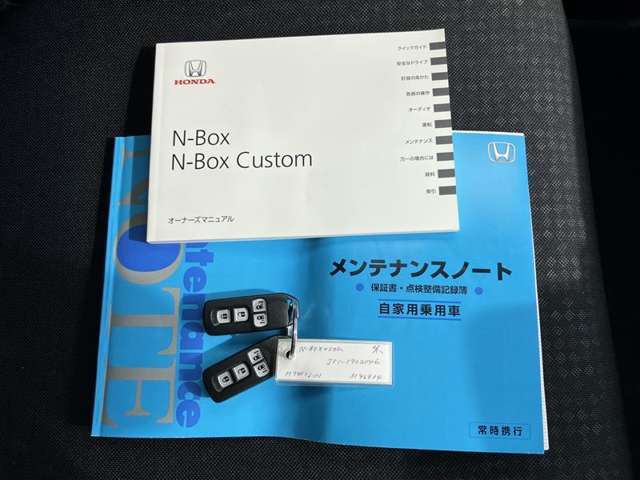 HONDA
N-Box
N-Box Custom
オーナーズマニュアル
クイックガイド
安全なドライブ
計器の見かた
各部の操作
オーディオ
運転
メンテナンス
万一の場合には
資料
索引
Maintenance
NOTE
メンテナンスノート
保証書・点検整備記録簿
自家用乗用車
常時携行